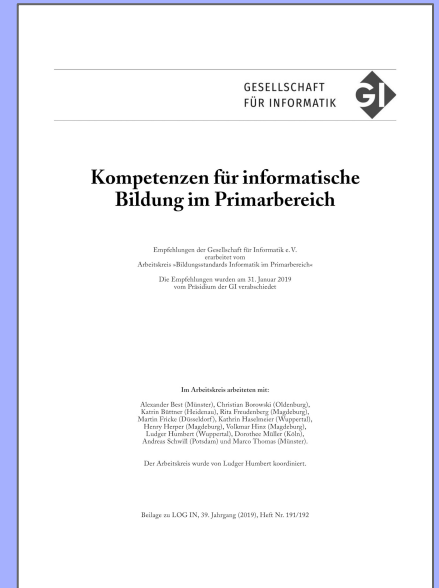 GESELLSCHAFT
FÜR INFORMATIK
GI
Kompetenzen für informatische
Bildung im Primarbereich
Empfehlungen der Gesellschaft für Informatik e. V.
erarbeitet vom
Arbeitskreis »Bildungsstandards Informatik im Primarbereich«
Die Empfehlungen wurden am 31. Januar 2019
vom Präsidium der GI verabschiedet
Im Arbeitskreis arbeiteten mit:
Alexander Best (Münster), Christian Borowski (Oldenburg),
Katrin Büttner (Heidenau), Rita Freudenberg (Magdeburg),
Martin Fricke (Düsseldorf), Kathrin Haselmeier (Wuppertal),
Henry Herper (Magdeburg), Volkmar Hinz (Magdeburg),
Ludger Humbert (Wuppertal), Dorothee Müller (Köln),
Andreas Schwill (Potsdam) und Marco Thomas (Münster).
Der Arbeitskreis wurde von Ludger Humbert koordiniert.
Beilage zu LOG IN, 39. Jahrgang (2019), Heft Nr. 191/192